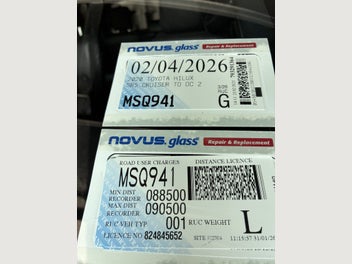 novus glass Repair & Replacement
02/04/2026
2020 TOYOTA HILUX
SR5 CRUISER TD DC 2
MSQ941 G
novus glass Repair & Replacement
ROAD USER CHARGES DISTANCE LICENCE
MSQ941
MIN DIST
RECORDER 088500
MAX DIST
RECORDER 090500
RUC VEH TYP 001 RUC WEIGHT L
LICENCE NO 824845652